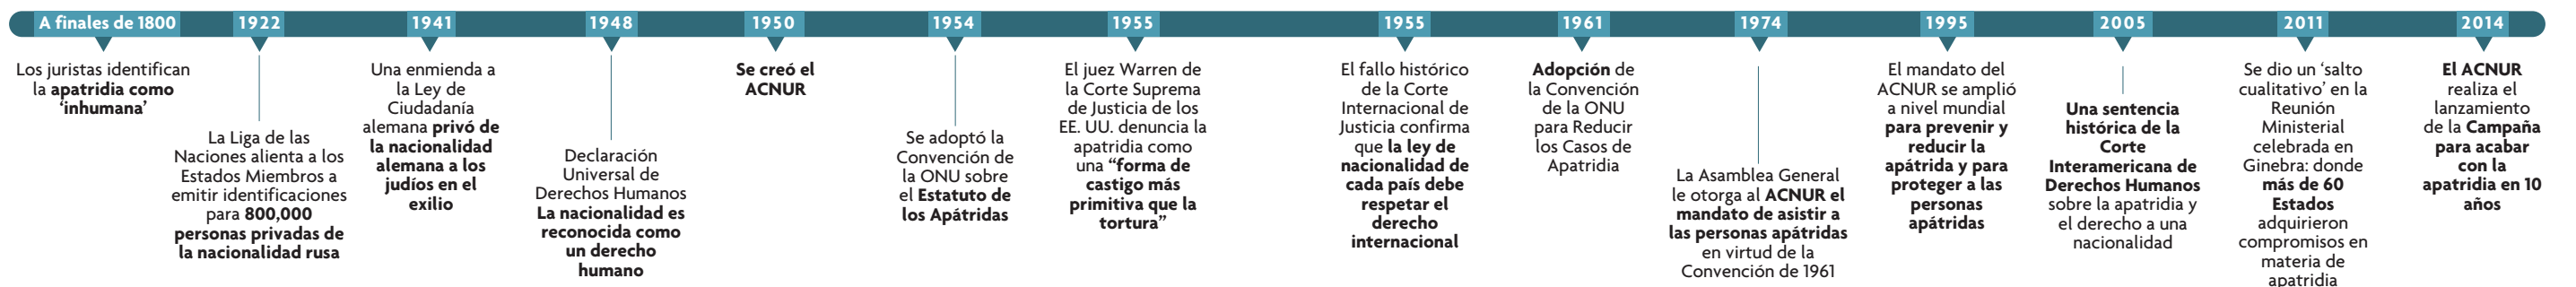 A finales de 1800
Los juristas identifican
la apatridia como
‘inhumana’
1922
La Liga de las
Naciones alienta a los
Estados Miembros a
emitir identificaciones
para 800,000
personas privadas de
la nacionalidad rusa
1941
Una enmienda a
la Ley de
Ciudadanía
alemana privó de
la nacionalidad
alemana a los
judíos en el
exilio
1948
Declaración
Universal de
Derechos Humanos
La nacionalidad es
reconocida como
un derecho
humano
1950
Se creó el
ACNUR
1954
Se adoptó la
Convención de
la ONU sobre
el Estatuto de
los Apátridas
1955
El juez Warren de
la Corte Suprema
de Justicia de los
EE. UU. denuncia la
apatridia como
una “forma de
castigo más
primitiva que la
tortura”
1955
El fallo histórico
de la Corte
Internacional de
Justicia confirma
que la ley de
nacionalidad de
cada país debe
respetar el
derecho
internacional
1961
Adopción de
la Convención
de la ONU
para Reducir
los Casos de
Apatridia
1974
La Asamblea General
le otorga al ACNUR el
mandato de asistir a
las personas apátridas
en virtud de la
Convención de 1961
1995
El mandato del
ACNUR se amplió
a nivel mundial
para prevenir y
reducir la
apátrida y para
proteger a las
personas
apátridas
2005
Una sentencia
histórica de la
Corte
Interamericana de
Derechos Humanos
sobre la apatridia y
el derecho a una
nacionalidad
2011
Se dio un ‘salto
cualitativo’ en la
Reunión
Ministerial
celebrada en
Ginebra: donde
más de 60
Estados
adquirieron
compromisos en
materia de
apatridia
2014
El ACNUR
realiza el
lanzamiento
de la Campaña
para acabar
con la
apatridia en 10
años